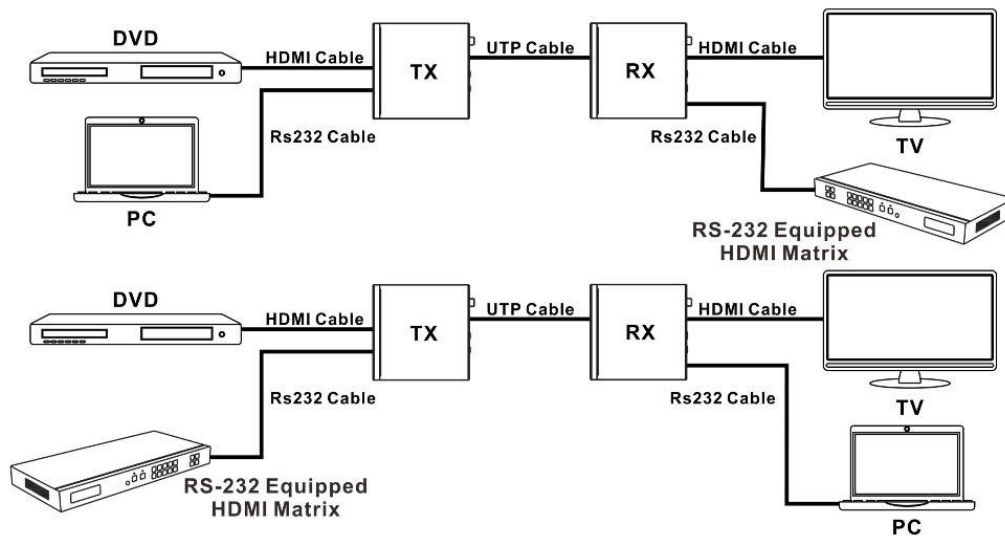 DVD
HDMI Cable
TX
UTP Cable
RX
HDMI Cable
Rs232 Cable
Rs232 Cable
TV
PC
RS-232 Equipped
HDMI Matrix
DVD
HDMI Cable
TX
UTP Cable
RX
HDMI Cable
Rs232 Cable
Rs232 Cable
TV
RS-232 Equipped
HDMI Matrix
PC